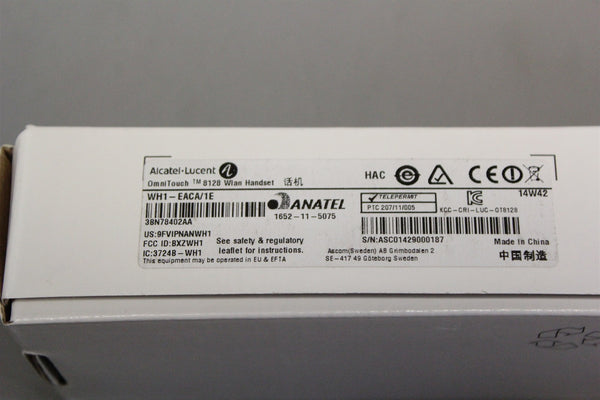 Alcatel·Lucent
OmniTouch ™ 8128 Wlan Handset 话机
HAC
WH1-EACA/1E
3BN78402AA
ANATEL
1652-11-5075
TELEPERMIT
PTC 207/11/005
KCC-CRI-LUC-OT8128
14W42
US:9FVIPNANWH1
FCC ID:BXZWH1
IC:3724B-WH1
This equipment may be operated in EU & EFTA
See safety & regulatory
leaflet for instructions.
S/N:ASC01429000187
Ascom(Sweden) AB Grimbodalen 2
SE-417 49 Göteborg Sweden
Made in China
中国制造